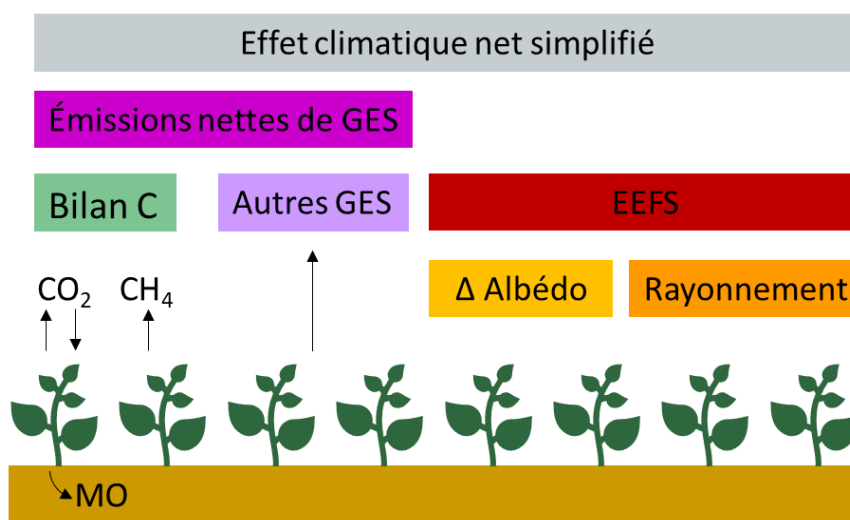 Effet climatique net simplifié
Émissions nettes de GES
Bilan C
Autres GES
EEFS
CO₂
CH₄
Δ Albédo
Rayonnement
MO